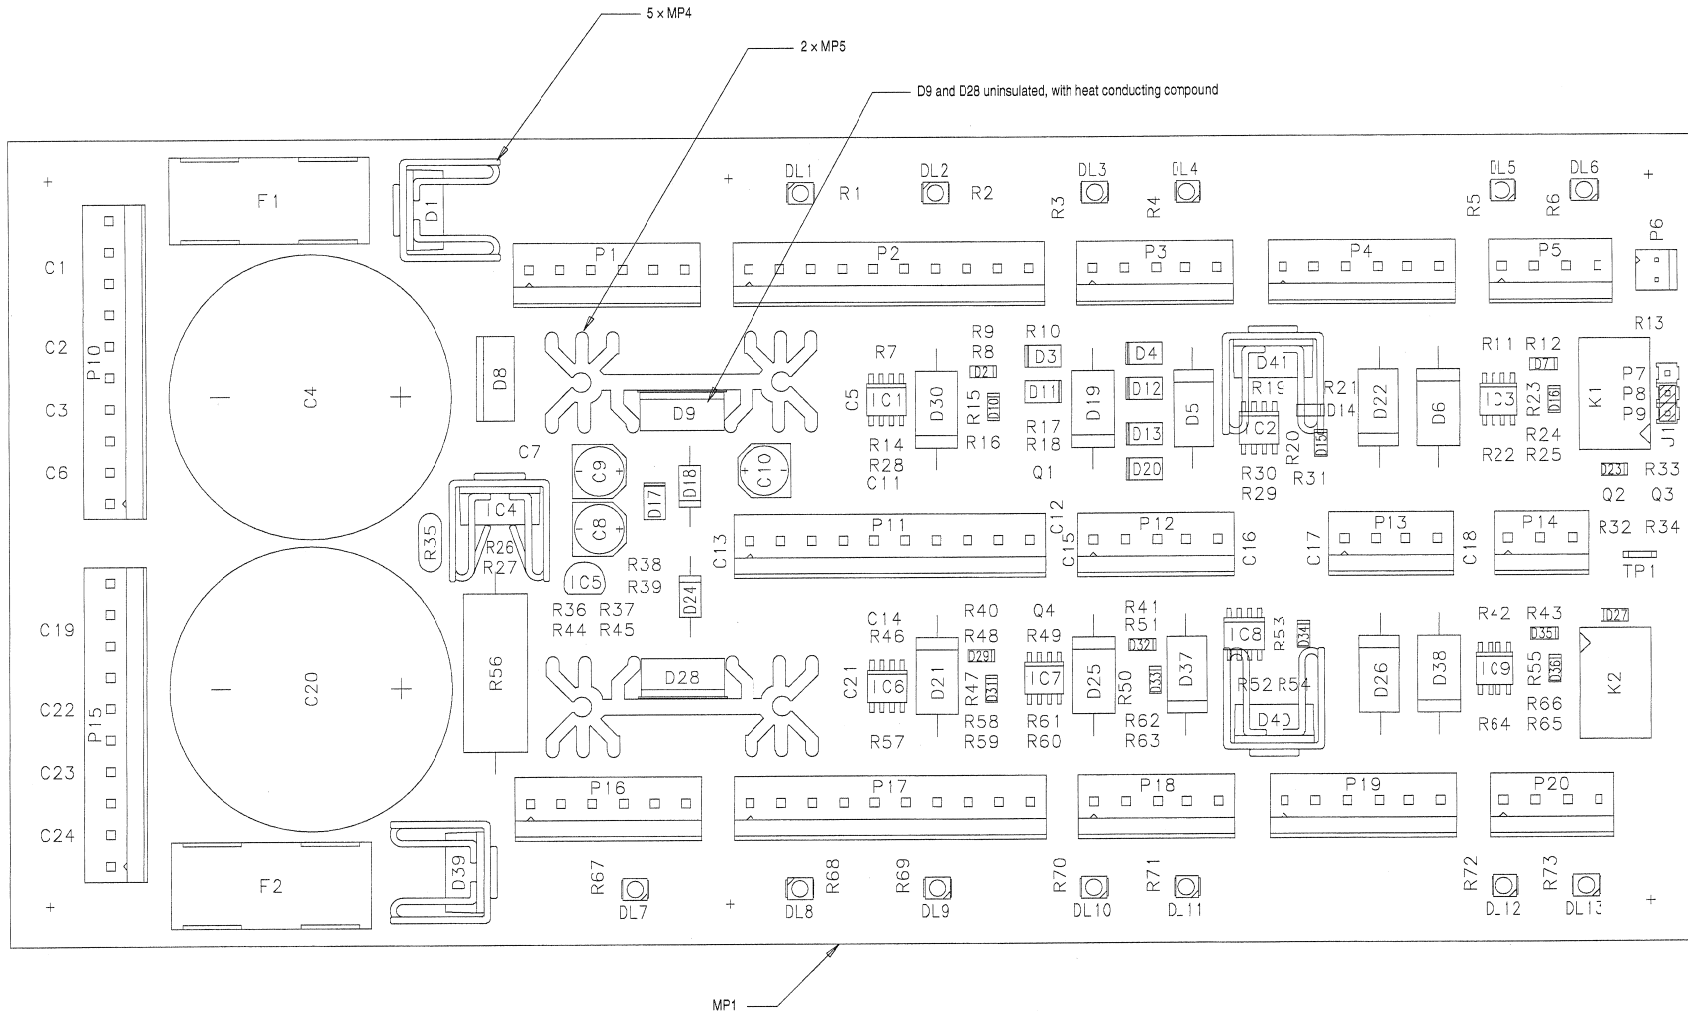 5 x MP4
2 x MP5
D9 and D28 uninsulated, with heat conducting compound
F1
D1
DL1
R1
DL2
R2
R3
DL3
R4
DL4
R5
DL5
R6
DL6
C1
P1
P2
P3
P4
P5
P6
C2
P10
C3
C6
C4
D8
D9
R7
C5
IC1
D30
R9
R8
D2
R15
D10
R16
R10
D3
D11
R17
R18
Q1
D19
D4
D12
D13
D20
D5
D41
R19
R21
D14
IC2
R20
D15
R30
R29
R31
D22
D6
R11
R12
D7
IC3
R23
D16
R24
R22
R25
K1
R13
P7
P8
P9
J1
R14
R28
C11
C7
C9
C8
C10
D17
D18
D23
R33
Q2
Q3
R32
R34
TP1
R35
IC4
R26
R27
IC5
R38
R39
D24
R36
R37
R44
R45
C13
P11
C12
C15
P12
C16
C17
P13
C18
P14
C19
P15
C22
C23
C24
C20
R56
D28
C14
R46
C21
IC6
R57
D21
R40
R48
D29
R47
D31
R58
R59
Q4
R49
IC7
R61
R60
D25
R50
R41
R51
D32
D33
R62
R63
D37
IC8
R53
D34
R52
R54
D40
D26
D38
R42
R43
D35
IC9
R55
D36
R66
R64
R65
D27
K2
P16
P17
P18
P19
P20
F2
D39
R67
DL7
DL8
R68
R69
DL9
R70
DL10
R71
DL11
R72
DL12
R73
DL13
MP1